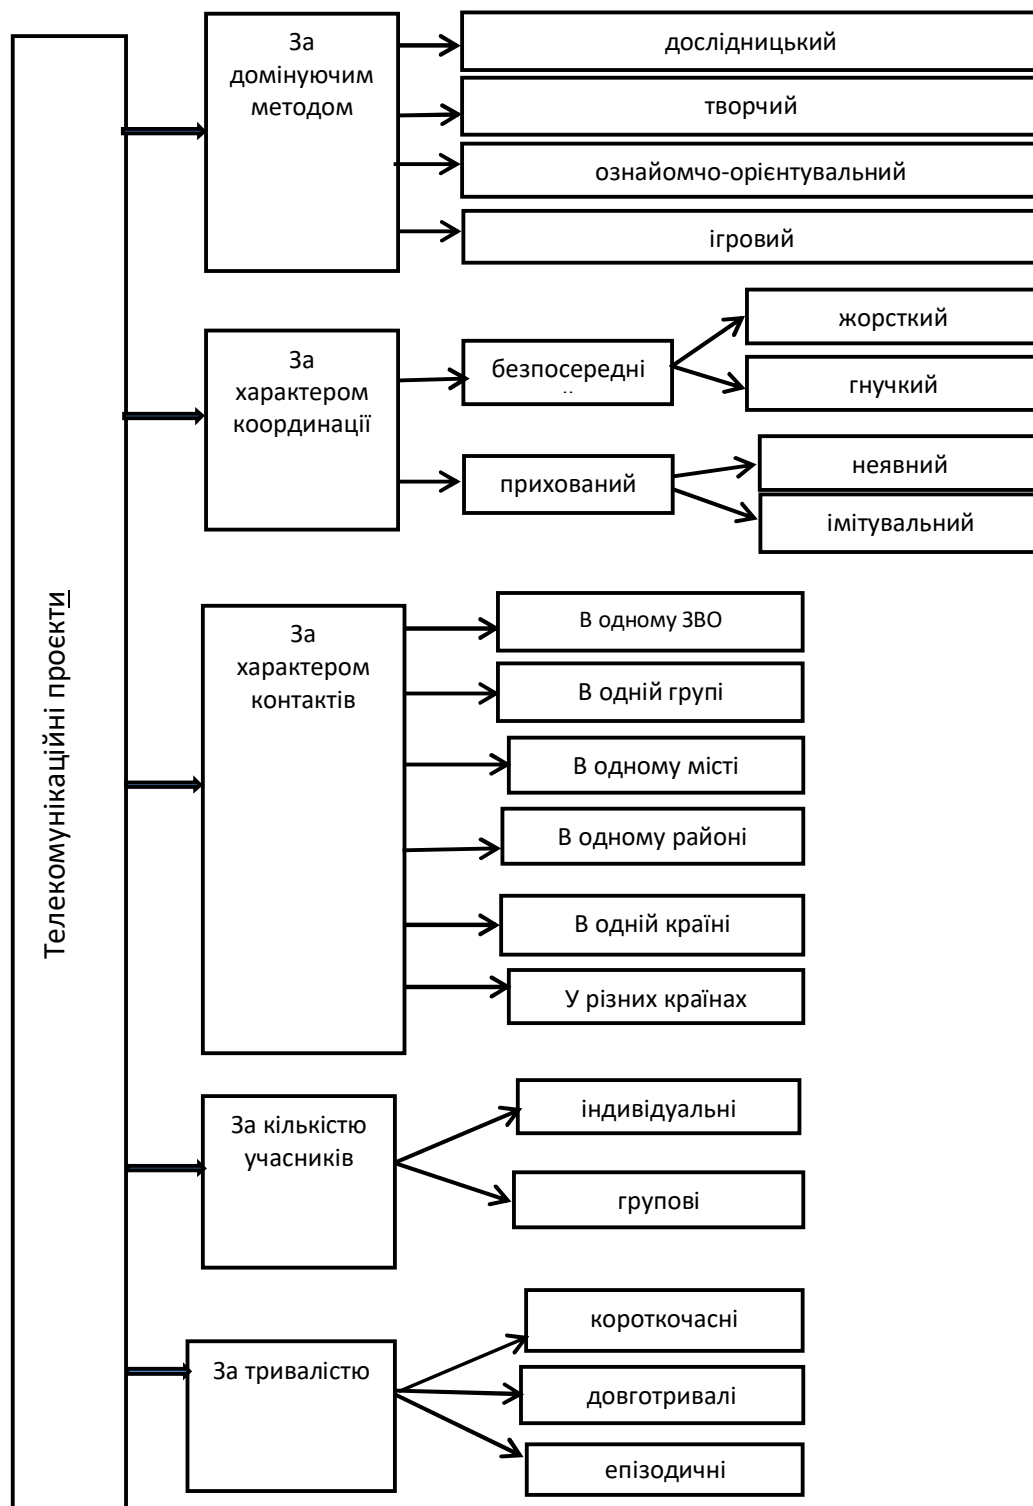 Телекомунікаційні проєкти
За
домінуючим
методом
дослідницький
творчий
ознайомчо-орієнтувальний
ігровий
За
характером
координації
безпосередні
жорсткий
гнучкий
прихований
неявний
імітувальний
За
характером
контактів
В одному ЗВО
В одній групі
В одному місті
В одному районі
В одній країні
У різних країнах
За кількістю
учасників
індивідуальні
групові
За тривалістю
короткочасні
довготривалі
епізодичні